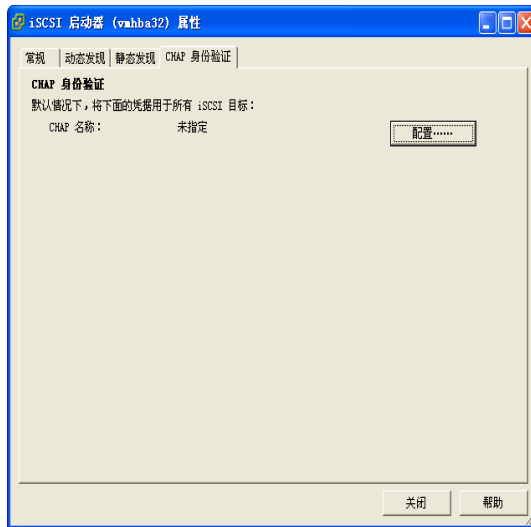 iSCSI 启动器 (vmhba32) 属性
常规 动态发现 静态发现 CHAP 身份验证
CHAP 身份验证
默认情况下，将下面的凭据用于所有 iSCSI 目标：
CHAP 名称： 未指定 配置……
关闭 帮助